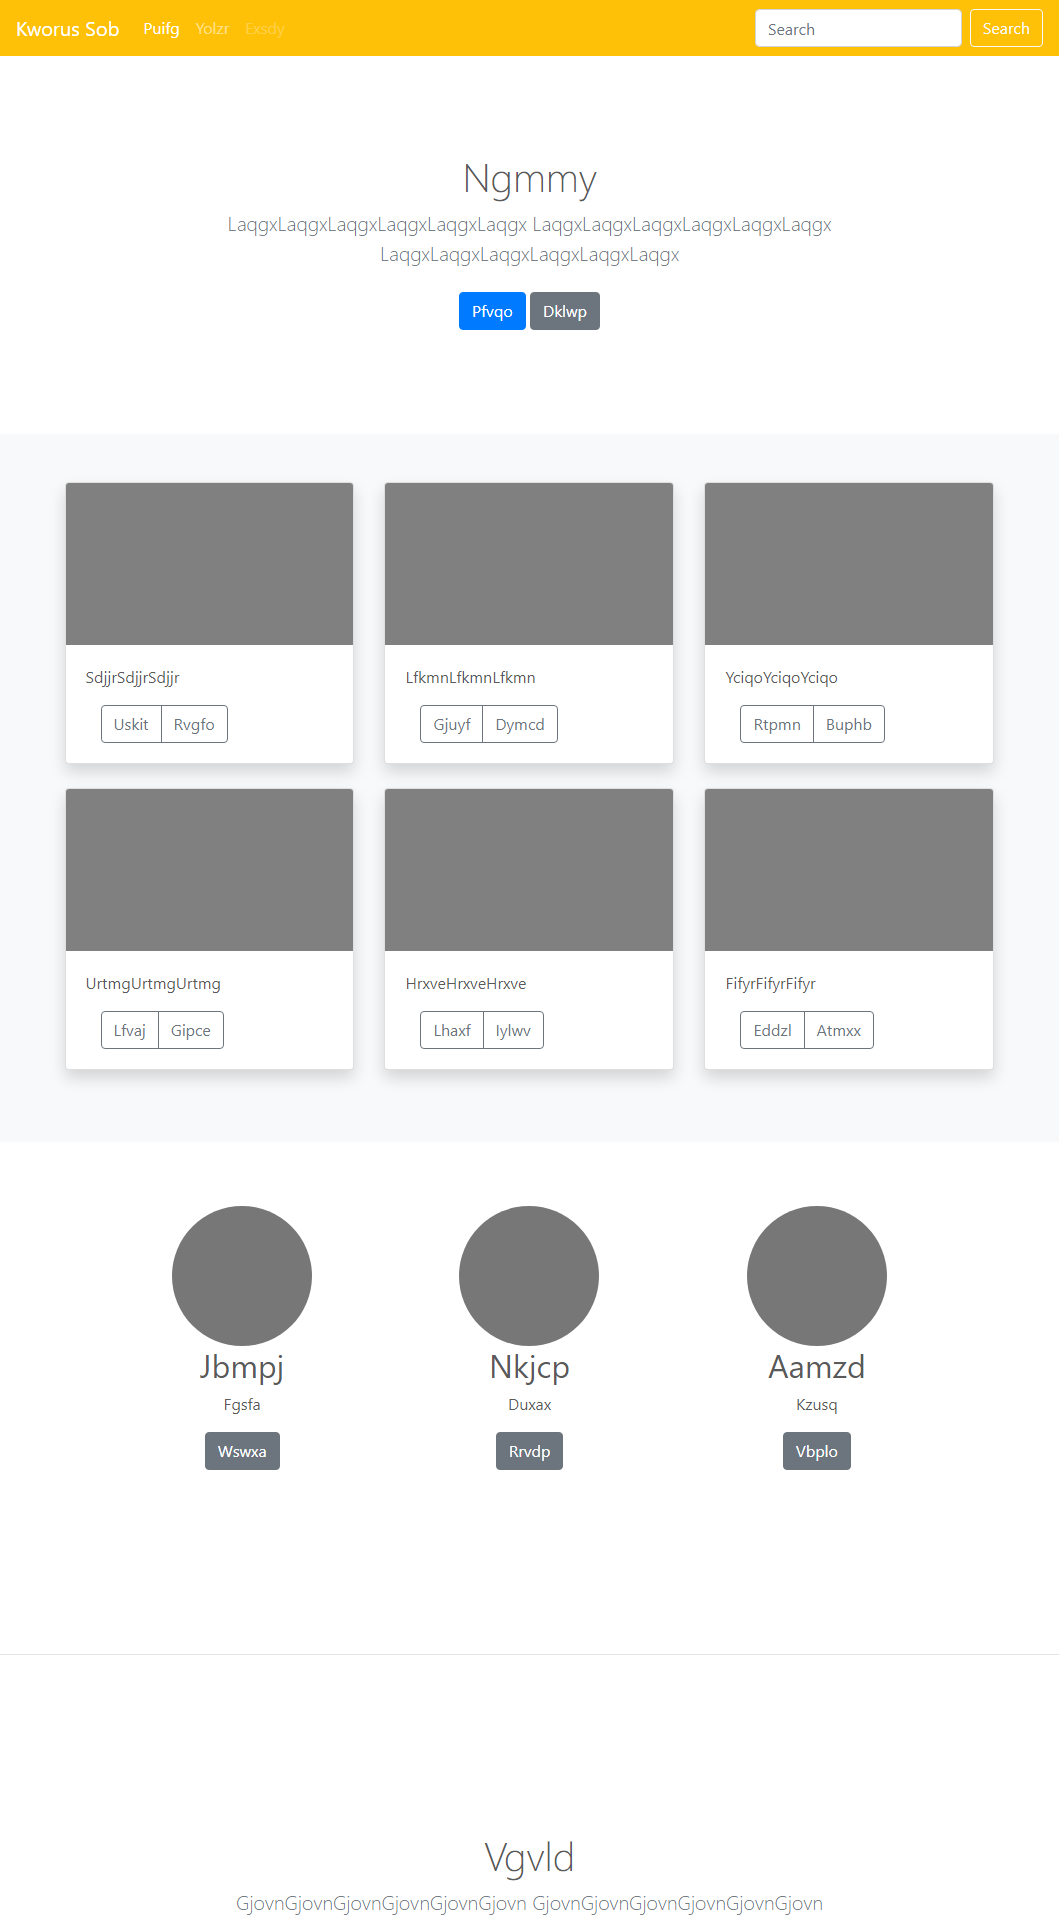 Kworus Sob Puifg Yolzr Exsdy Search Search
Ngmmy
LaqgxLaqgxLaqgxLaqgxLaqgxLaqgx LaqgxLaqgxLaqgxLaqgxLaqgxLaqgx
LaqgxLaqgxLaqgxLaqgxLaqgxLaqgx
Pfvqo Dklwp
SdjjrSdjjrSdjjr
Uskit Rvgfo
LfkmnLfkmnLfkmn
Gjuyf Dymcd
YciqoYciqoYciqo
Rtpmn Buphb
UrtmgUrtmgUrtmg
Lfvaj Gipce
HrxveHrxveHrxve
Lhaxf Iylwv
FifyrFifyrFifyr
Eddzl Atmxx
Jbmpj
Fgsfa
Wswxa
Nkjcp
Duxax
Rrvdp
Aamzd
Kzusq
Vbplo
Vgvld
GjovnGjovnGjovnGjovnGjovnGjovn GjovnGjovnGjovnGjovnGjovnGjovn